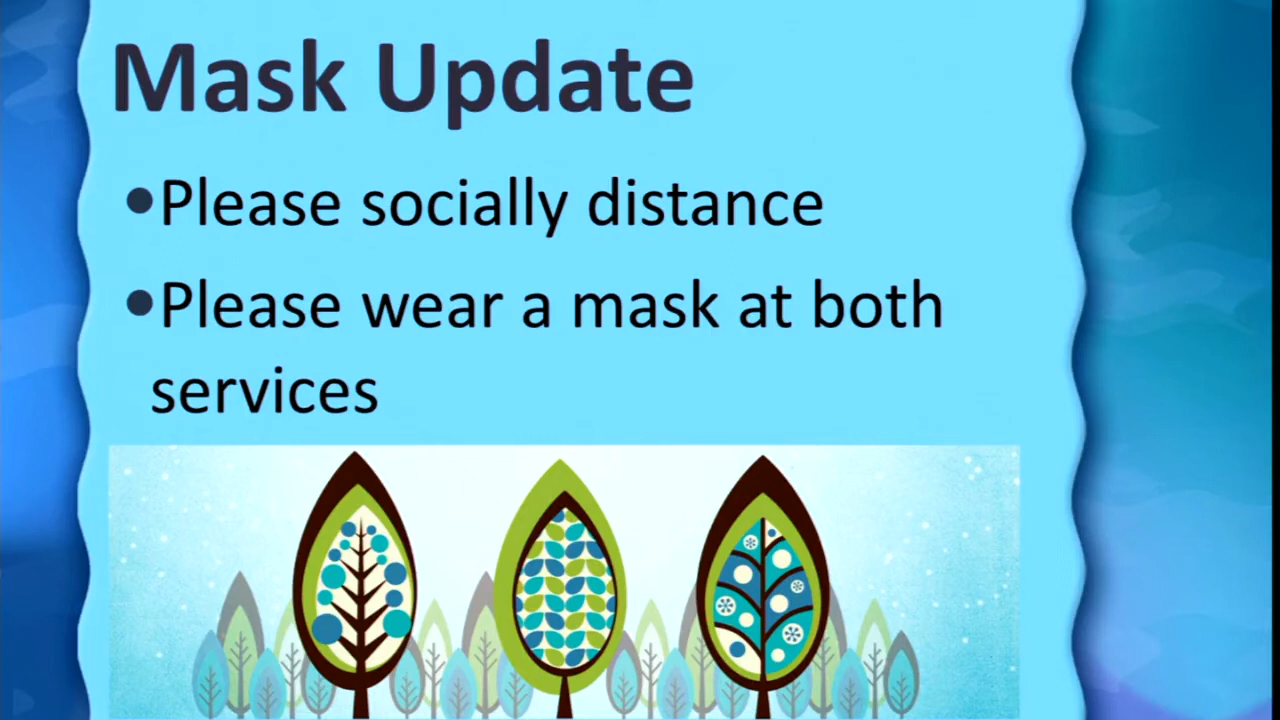 Mask Update
•Please socially distance
•Please wear a mask at both
services